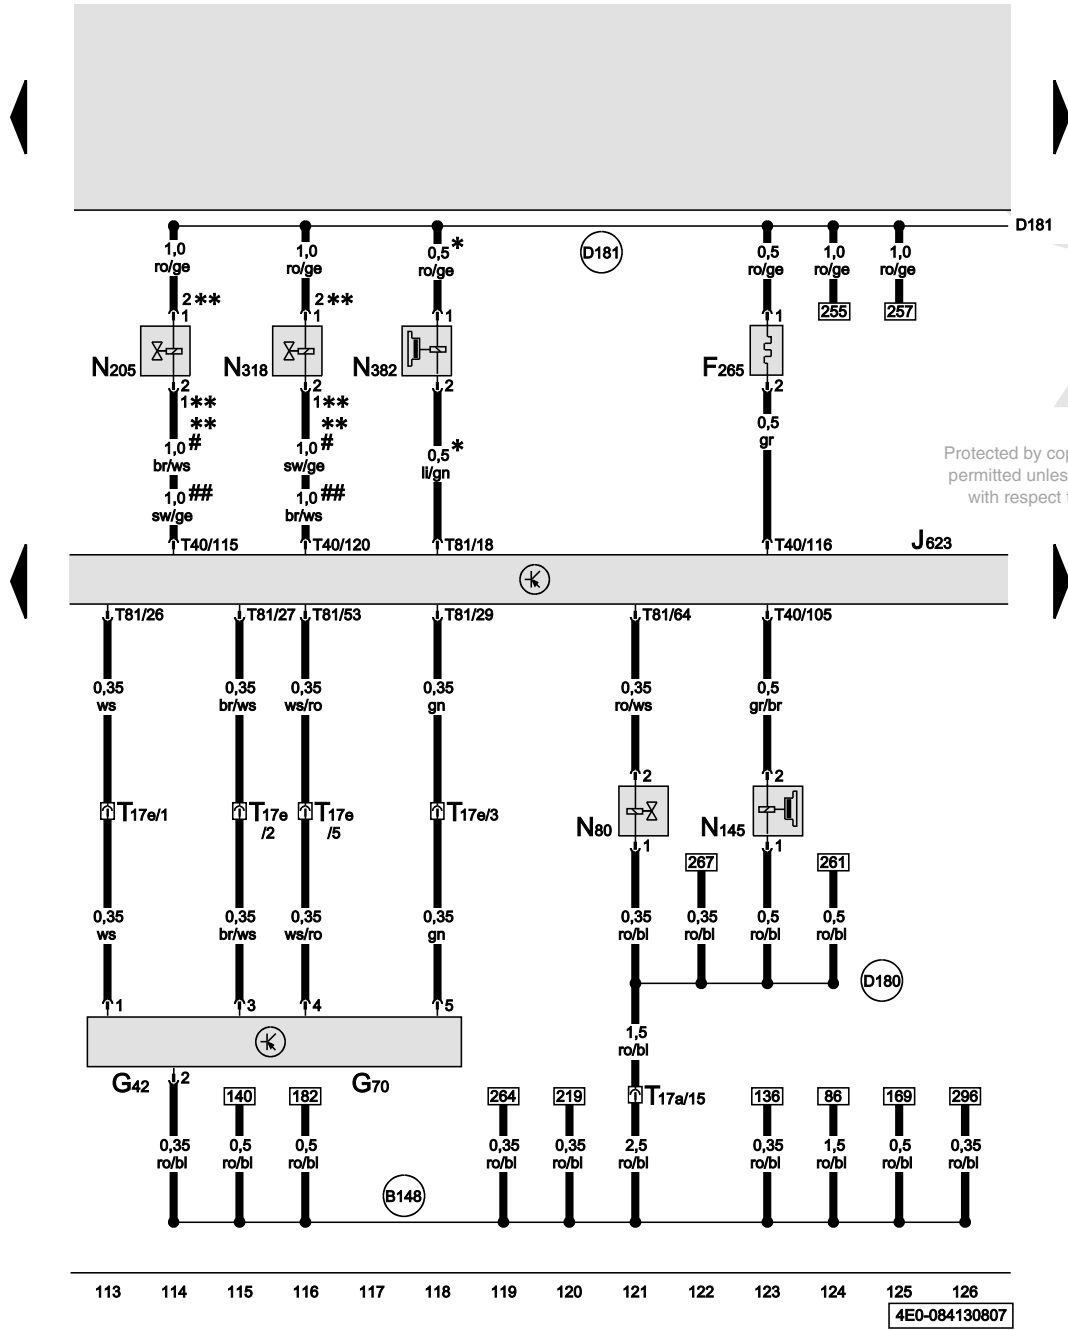 D181
1,0 1,0 0,5 * D181 0,5 1,0 1,0
ro/ge ro/ge ro/ge ro/ge ro/ge ro/ge
2** 2** 255 257
1 1 1 1
N205 N318 N382 F265
2 2 2 2
1** 1**
** ** 0,5
1,0 # 1,0 # 0,5 * gr
br/ws sw/ge li/gn
1,0 ## 1,0 ##
sw/ge br/ws
Protected by cop
permitted unles
with respect t
T40/115 T40/120 T81/18 T40/116 J623
T81/26 T81/27 T81/53 T81/29 T81/64 T40/105
0,35 0,35 0,35 0,35 0,35 0,5
ws br/ws ws/ro gn ro/ws gr/br
2 2
T17e/1 T17e T17e T17e/3 N80 N145
/2 /5
1 1
267 261
0,35 0,35 0,35 0,35 0,35 0,35 0,5 0,5
ws br/ws ws/ro gn ro/bl ro/bl ro/bl ro/bl
D180
1 3 4 5
1,5
ro/bl
G42 2 G70
140 182 264 219 T17a/15 136 86 169 296
0,35 0,5 0,5 0,35 0,35 2,5 0,35 1,5 0,5 0,35
ro/bl ro/bl ro/bl ro/bl ro/bl ro/bl ro/bl ro/bl ro/bl ro/bl
B148
113 114 115 116 117 118 119 120 121 122 123 124 125 126
4E0-084130807